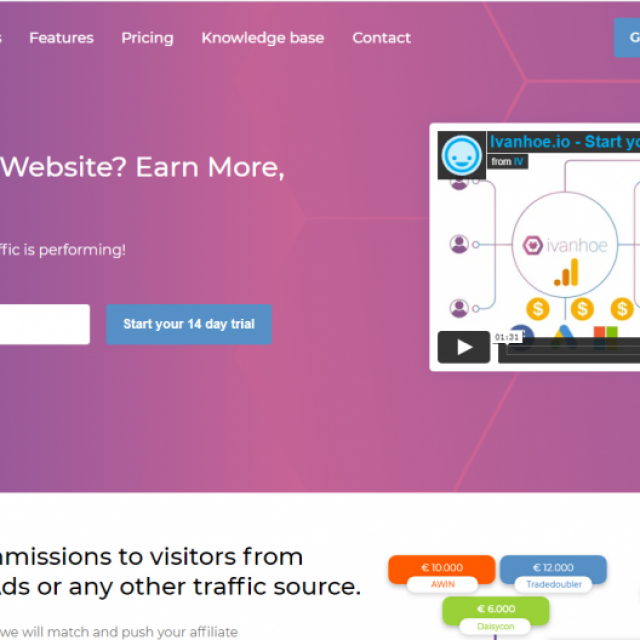 Features Pricing Knowledge base Contact
Website? Earn More,
Ivanhoe.io - Start yo
from IV
ffic is performing!
ivanhoe
Start your 14 day trial
01:31
missions to visitors from
ds or any other traffic source.
€ 10.000 € 12.000
AWIN Tradedoubler
€ 6.000
Daisycon
we will match and push your affiliate